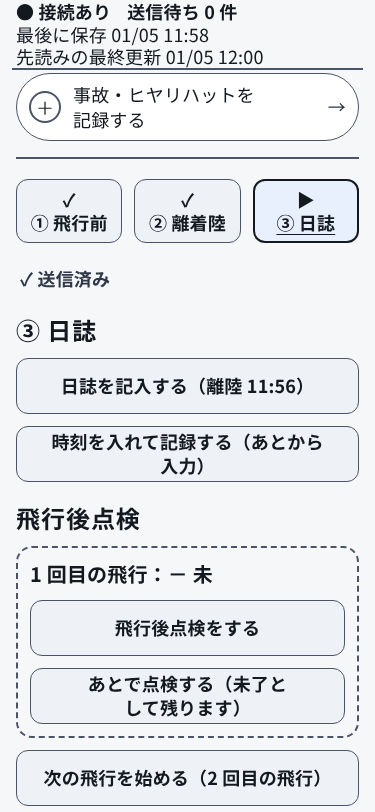 ● 接続あり　送信待ち 0 件
最後に保存 01/05 11:58
先読みの最終更新 01/05 12:00
事故・ヒヤリハットを
記録する
→
✓
① 飛行前
✓
② 離着陸
▶
③ 日誌
✓ 送信済み
③ 日誌
日誌を記入する（離陸 11:56）
時刻を入れて記録する（あとから
入力）
飛行後点検
1 回目の飛行：－ 未
飛行後点検をする
あとで点検する（未了と
して残ります）
次の飛行を始める（2 回目の飛行）